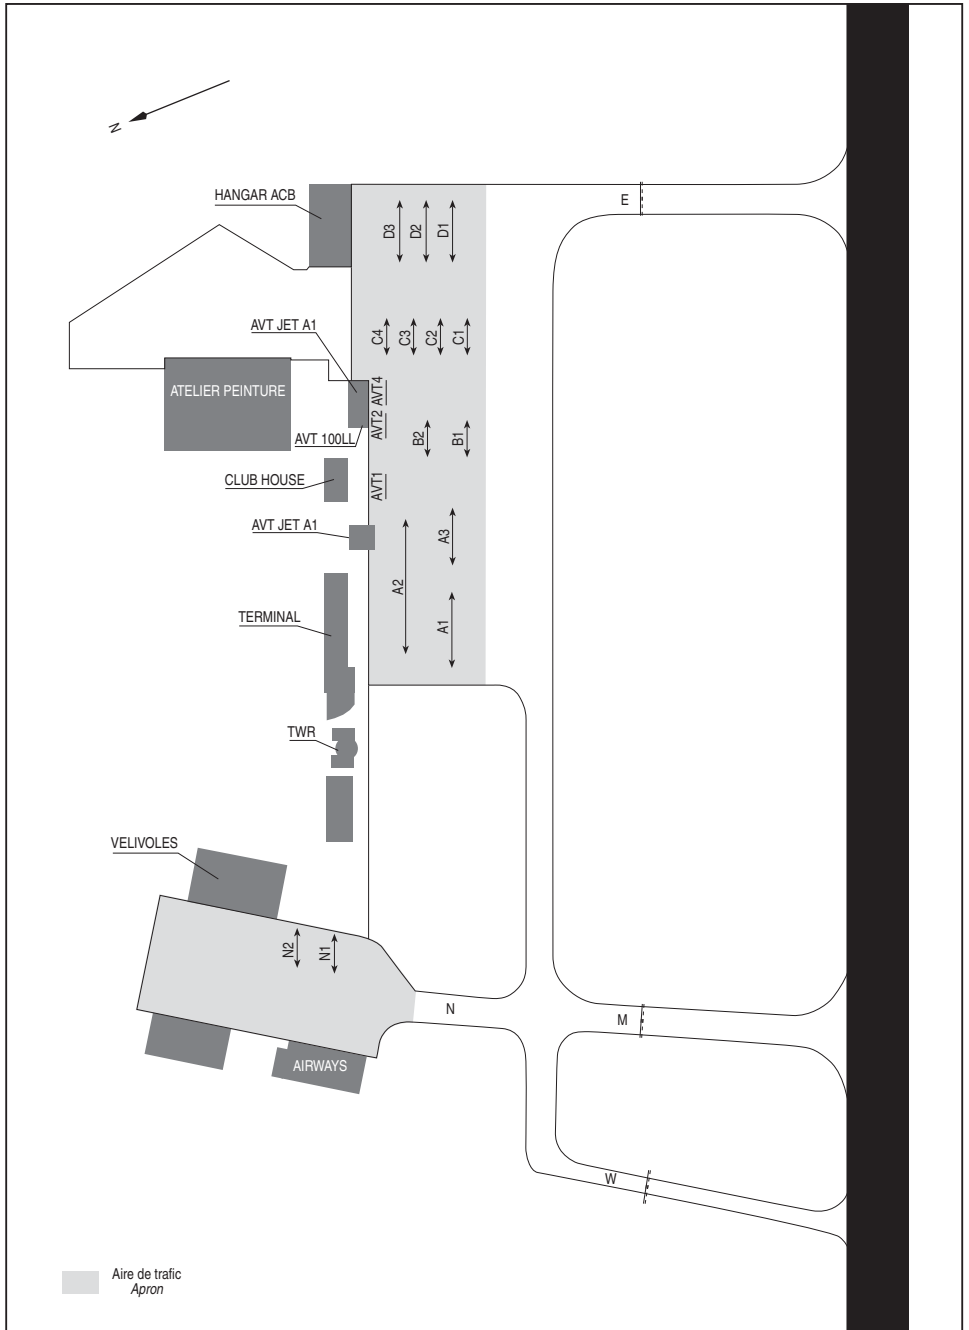 N
HANGAR ACB
E
D3
D2
D1
AVT JET A1
C4
C3
C2
C1
ATELIER PEINTURE
AVT4
AVT2
AVT 100LL
B2
B1
CLUB HOUSE
AVT1
AVT JET A1
A3
A2
TERMINAL
A1
TWR
VELIVOLES
N2
N1
N
M
AIRWAYS
W
Aire de trafic
Apron